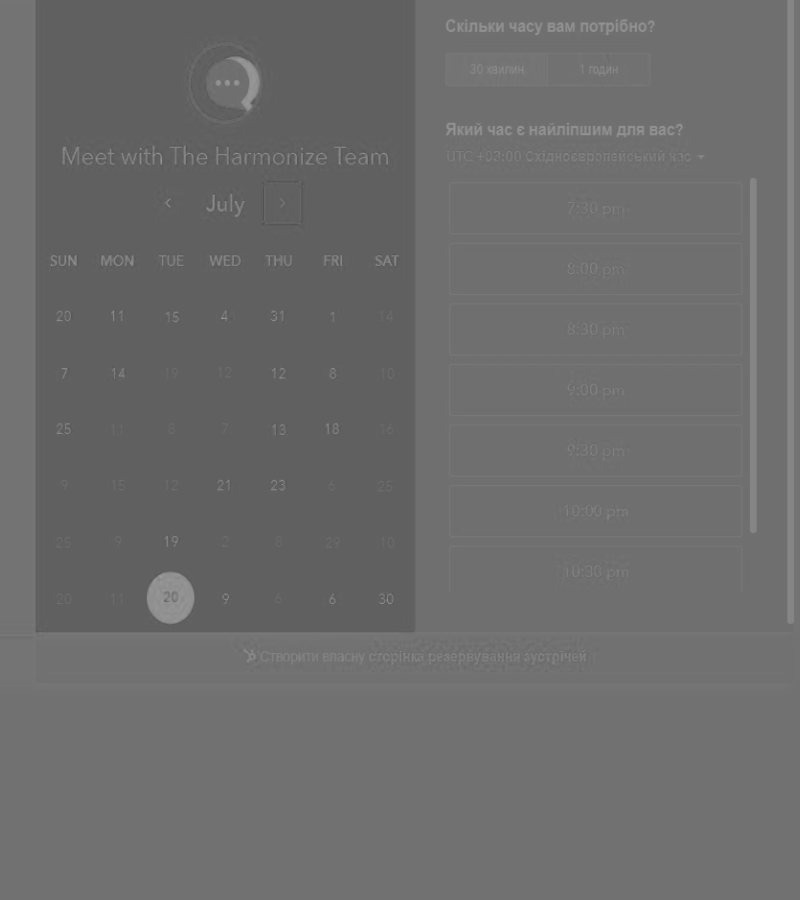 Meet with The Harmonize Team
July
SUN MON TUE WED THU FRI SAT
20 11 15 4 31 1 14
7 14 19 12 12 8 10
25 11 8 7 13 18 16
9 15 12 21 23 6 25
25 9 19 2 8 29 10
20 11 20 9 6 6 30
Скільки часу вам потрібно?
30 хвилин 1 годин
Який час є найліпшим для вас?
UTC +03:00 Східноєвропейський час
7:30 pm
8:00 pm
8:30 pm
9:00 pm
9:30 pm
10:00 pm
10:30 pm
Створити власну сторінка резервування зустрічей